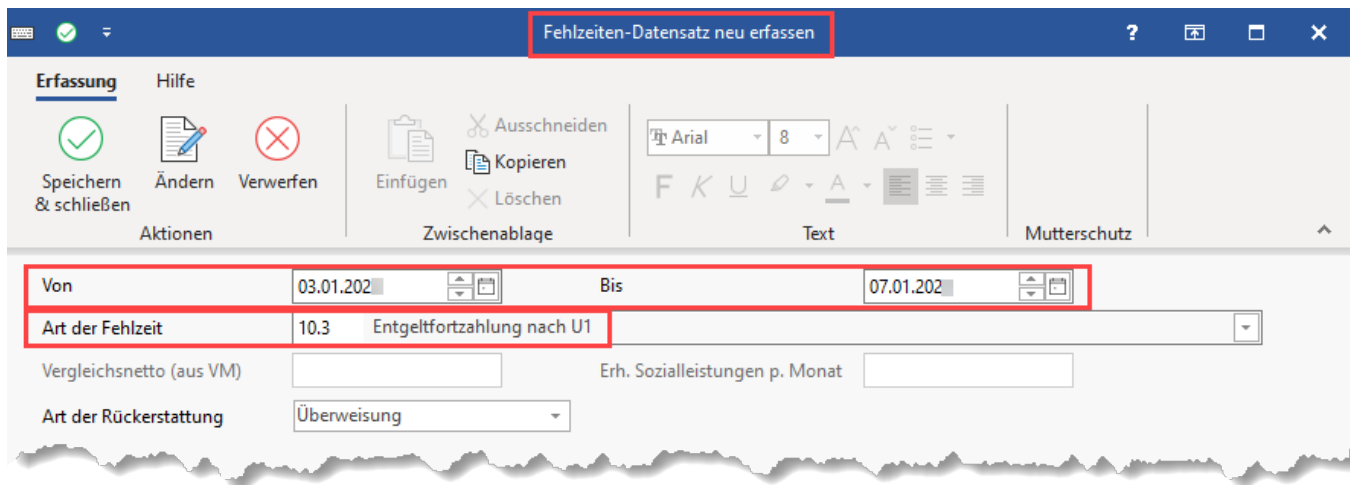 Fehlzeiten-Datensatz neu erfassen ?
Erfassung Hilfe
Speichern & schließen
Ändern
Verwerfen
Aktionen
Einfügen
Ausschneiden
Kopieren
Löschen
Zwischenablage
Arial 8
F K U A
Text
Mutterschutz
Von 03.01.202 Bis 07.01.202
Art der Fehlzeit 10.3 Entgeltfortzahlung nach U1
Vergleichsnetto (aus VM) Erh. Sozialleistungen p. Monat
Art der Rückerstattung Überweisung